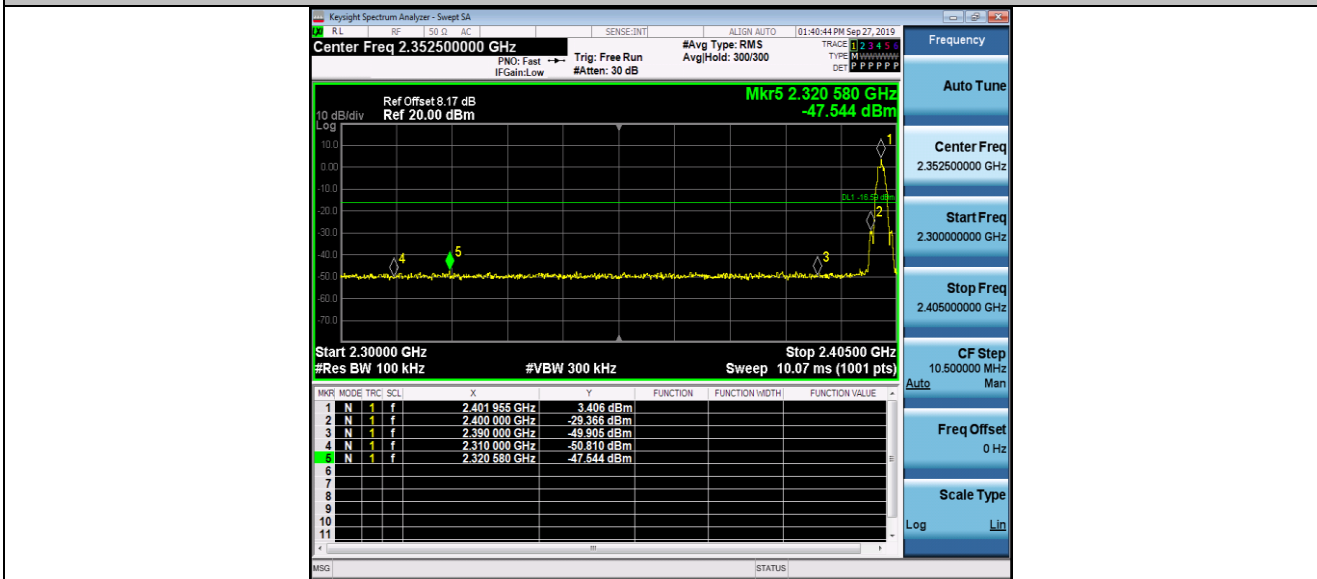 Keysight Spectrum Analyzer - Swept SA
RL RF 50 Ω AC SENSE:INT ALIGN AUTO 01:40:44 PM Sep 27, 2019
Center Freq 2.352500000 GHz
PNO: Fast
IFGain:Low
Trig: Free Run
#Atten: 30 dB
#Avg Type: RMS
Avg|Hold: 300/300
TRACE 1 2 3 4 5 6
TYPE M WWWWW
DET P P P P P P
Mkr5 2.320 580 GHz
-47.544 dBm
Ref Offset 8.17 dB
10 dB/div Ref 20.00 dBm
Log
10.0
0.00
-10.0
-20.0
-30.0
-40.0
-50.0
-60.0
-70.0
DL1 -16.59 dBm
1
2
3
4
5
Start 2.30000 GHz Stop 2.40500 GHz
#Res BW 100 kHz #VBW 300 kHz Sweep 10.07 ms (1001 pts)
MKR MODE TRC SCL X Y FUNCTION FUNCTION WIDTH FUNCTION VALUE
1 N 1 f 2.401 955 GHz 3.406 dBm
2 N 1 f 2.400 000 GHz -29.366 dBm
3 N 1 f 2.390 000 GHz -49.905 dBm
4 N 1 f 2.310 000 GHz -50.810 dBm
5 N 1 f 2.320 580 GHz -47.544 dBm
6
7
8
9
10
11
MSG STATUS
Frequency
Auto Tune
Center Freq
2.352500000 GHz
Start Freq
2.300000000 GHz
Stop Freq
2.405000000 GHz
CF Step
10.500000 MHz
Auto Man
Freq Offset
0 Hz
Scale Type
Log Lin